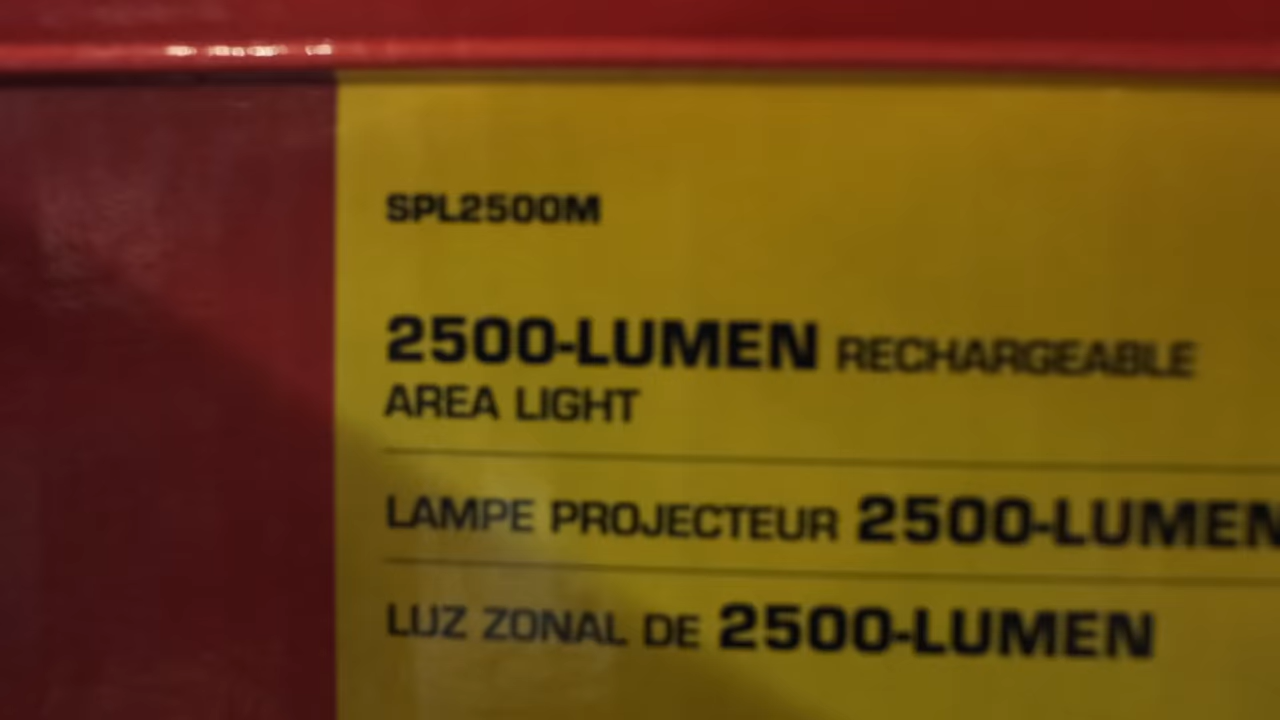 SPL2500M
2500-LUMEN RECHARGEABLE
AREA LIGHT
LAMPE PROJECTEUR 2500-LUMEN
LUZ ZONAL DE 2500-LUMEN